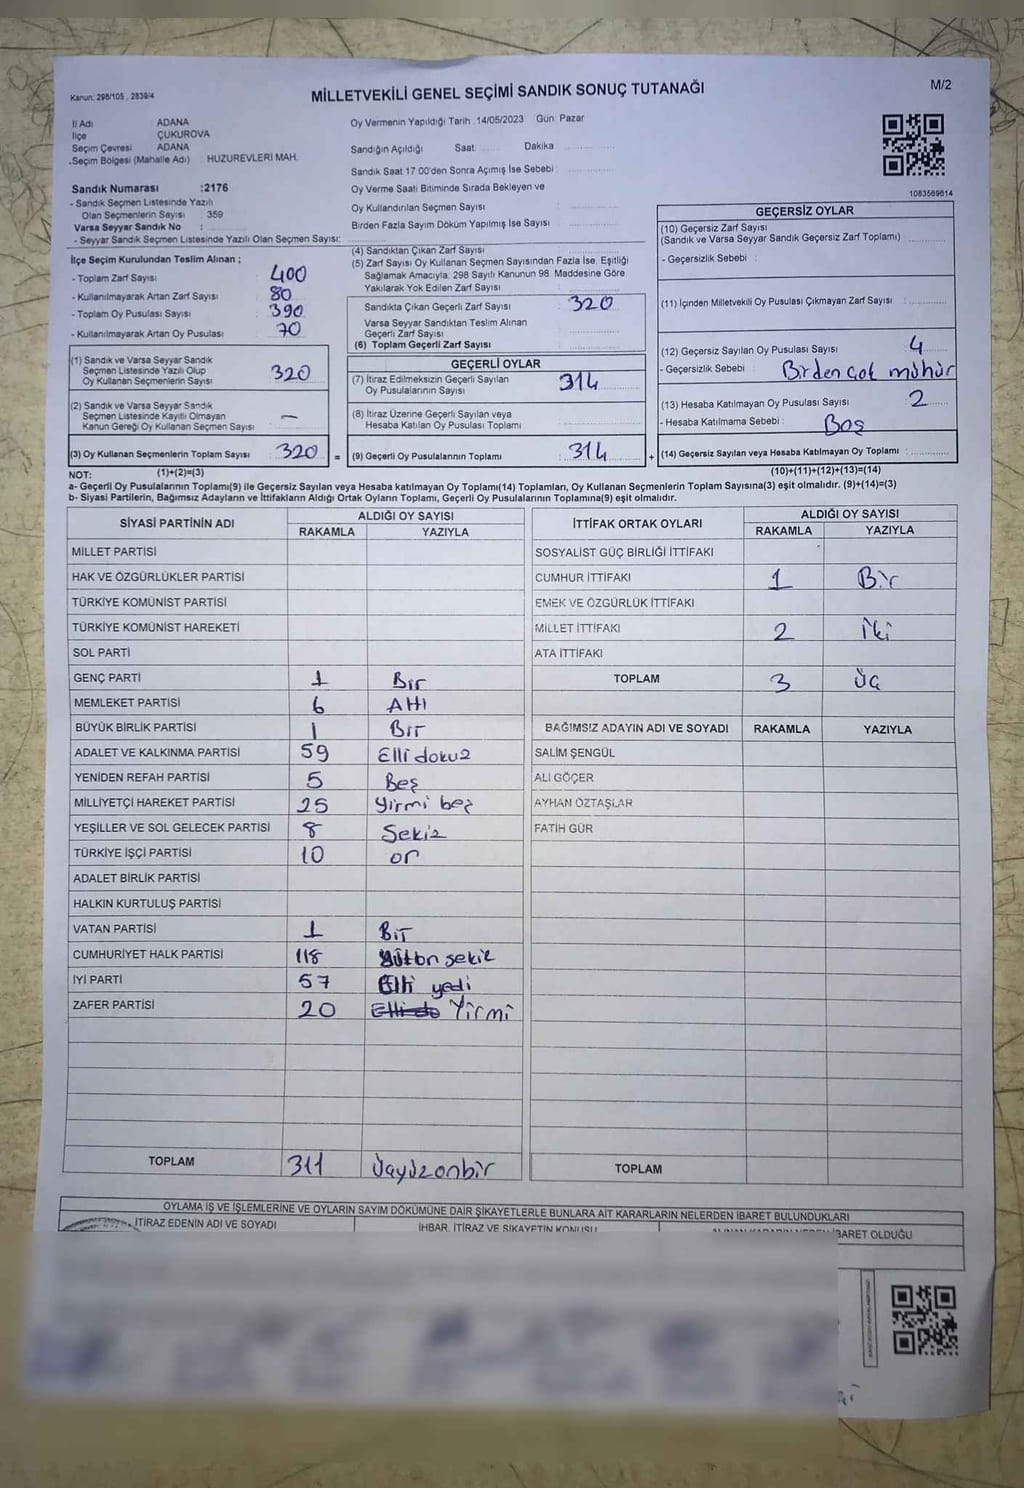 Kanun: 298/105 , 2839/4
MİLLETVEKİLİ GENEL SEÇİMİ SANDIK SONUÇ TUTANAĞI
M/2
İl Adı ADANA
İlçe ÇUKUROVA
Seçim Çevresi ADANA
Seçim Bölgesi (Mahalle Adı) : HUZUREVLERİ MAH.
Sandık Numarası :2176
- Sandık Seçmen Listesinde Yazılı
Olan Seçmenlerin Sayısı : 359
Varsa Seyyar Sandık No :
- Seyyar Sandık Seçmen Listesinde Yazılı Olan Seçmen Sayısı:
Oy Vermenin Yapıldığı Tarih :14/05/2023 Gün: Pazar
Sandığın Açıldığı Saat: Dakika
Sandık Saat 17:00'den Sonra Açımış İse Sebebi :
Oy Verme Saati Bitiminde Sırada Bekleyen ve
Oy Kullandırılan Seçmen Sayısı
Birden Fazla Sayım Döküm Yapılmış İse Sayısı
1083569614
İlçe Seçim Kurulundan Teslim Alınan ;
- Toplam Zarf Sayısı 400
- Kullanılmayarak Artan Zarf Sayısı 80
- Toplam Oy Pusulası Sayısı 390
- Kullanılmayarak Artan Oy Pusulası 70
(1) Sandık ve Varsa Seyyar Sandık
Seçmen Listesinde Yazılı Olup
Oy Kullanan Seçmenlerin Sayısı 320
(2) Sandık ve Varsa Seyyar Sandık
Seçmen Listesinde Kayıtlı Olmayan
Kanun Gereği Oy Kullanan Seçmen Sayısı: —
(3) Oy Kullanan Seçmenlerin Toplam Sayısı 320 =
(4) Sandıktan Çıkan Zarf Sayısı
(5) Zarf Sayısı Oy Kullanan Seçmen Sayısından Fazla İse, Eşitliği
Sağlamak Amacıyla, 298 Sayılı Kanunun 98. Maddesine Göre
Yakılarak Yok Edilen Zarf Sayısı
Sandıkta Çıkan Geçerli Zarf Sayısı 320
Varsa Seyyar Sandıktan Teslim Alınan
Geçerli Zarf Sayısı
(6) Toplam Geçerli Zarf Sayısı
GEÇERLİ OYLAR
(7) İtiraz Edilmeksizin Geçerli Sayılan
Oy Pusulalarının Sayısı 314
(8) İtiraz Üzerine Geçerli Sayılan veya
Hesaba Katılan Oy Pusulası Toplamı
(9) Geçerli Oy Pusulalarının Toplamı 314 +
GEÇERSİZ OYLAR
(10) Geçersiz Zarf Sayısı
(Sandık ve Varsa Seyyar Sandık Geçersiz Zarf Toplamı)
- Geçersizlik Sebebi :
(11) İçinden Milletvekili Oy Pusulası Çıkmayan Zarf Sayısı
(12) Geçersiz Sayılan Oy Pusulası Sayısı 4
- Geçersizlik Sebebi : Birden çok mühür
(13) Hesaba Katılmayan Oy Pusulası Sayısı 2
- Hesaba Katılmama Sebebi : Boş
(14) Geçersiz Sayılan veya Hesaba Katılmayan Oy Toplamı
NOT: (1)+(2)=(3) (10)+(11)+(12)+(13)=(14)
a- Geçerli Oy Pusulalarının Toplamı(9) ile Geçersiz Sayılan veya Hesaba katılmayan Oy Toplamı(14) Toplamları, Oy Kullanan Seçmenlerin Toplam Sayısına(3) eşit olmalıdır. (9)+(14)=(3)
b- Siyasi Partilerin, Bağımsız Adayların ve İttifakların Aldığı Ortak Oyların Toplamı, Geçerli Oy Pusulalarının Toplamına(9) eşit olmalıdır.
SİYASİ PARTİNİN ADI ALDIĞI OY SAYISI
RAKAMLA YAZIYLA
MİLLET PARTİSİ
HAK VE ÖZGÜRLÜKLER PARTİSİ
TÜRKİYE KOMÜNİST PARTİSİ
TÜRKİYE KOMÜNİST HAREKETİ
SOL PARTİ
GENÇ PARTİ 1 Bir
MEMLEKET PARTİSİ 6 Altı
BÜYÜK BİRLİK PARTİSİ 1 Bir
ADALET VE KALKINMA PARTİSİ 59 Elli dokuz
YENİDEN REFAH PARTİSİ 5 Beş
MİLLİYETÇİ HAREKET PARTİSİ 25 Yirmi beş
YEŞİLLER VE SOL GELECEK PARTİSİ 8 Sekiz
TÜRKİYE İŞÇİ PARTİSİ 10 on
ADALET BİRLİK PARTİSİ
HALKIN KURTULUŞ PARTİSİ
VATAN PARTİSİ 1 Bir
CUMHURİYET HALK PARTİSİ 118 Yüzon sekiz
İYİ PARTİ 57 Elli yedi
ZAFER PARTİSİ 20 Elli do Yirmi
TOPLAM 311 üçyüzonbir
İTTİFAK ORTAK OYLARI ALDIĞI OY SAYISI
RAKAMLA YAZIYLA
SOSYALİST GÜÇ BİRLİĞİ İTTİFAKI
CUMHUR İTTİFAKI 1 Bir
EMEK VE ÖZGÜRLÜK İTTİFAKI
MİLLET İTTİFAKI 2 İki
ATA İTTİFAKI
TOPLAM 3 Üç
BAĞIMSIZ ADAYIN ADI VE SOYADI RAKAMLA YAZIYLA
SALİM ŞENGÜL
ALİ GÖÇER
AYHAN ÖZTAŞLAR
FATİH GÜR
TOPLAM
OYLAMA İŞ VE İŞLEMLERİNE VE OYLARIN SAYIM DÖKÜMÜNE DAİR ŞİKAYETLERLE BUNLARA AİT KARARLARIN NELERDEN İBARET BULUNDUKLARI
İTİRAZ EDENİN ADI VE SOYADI İHBAR, İTİRAZ VE ŞİKAYETİN KONUSU ALINAN KARARIN NEDEN İBARET OLDUĞU